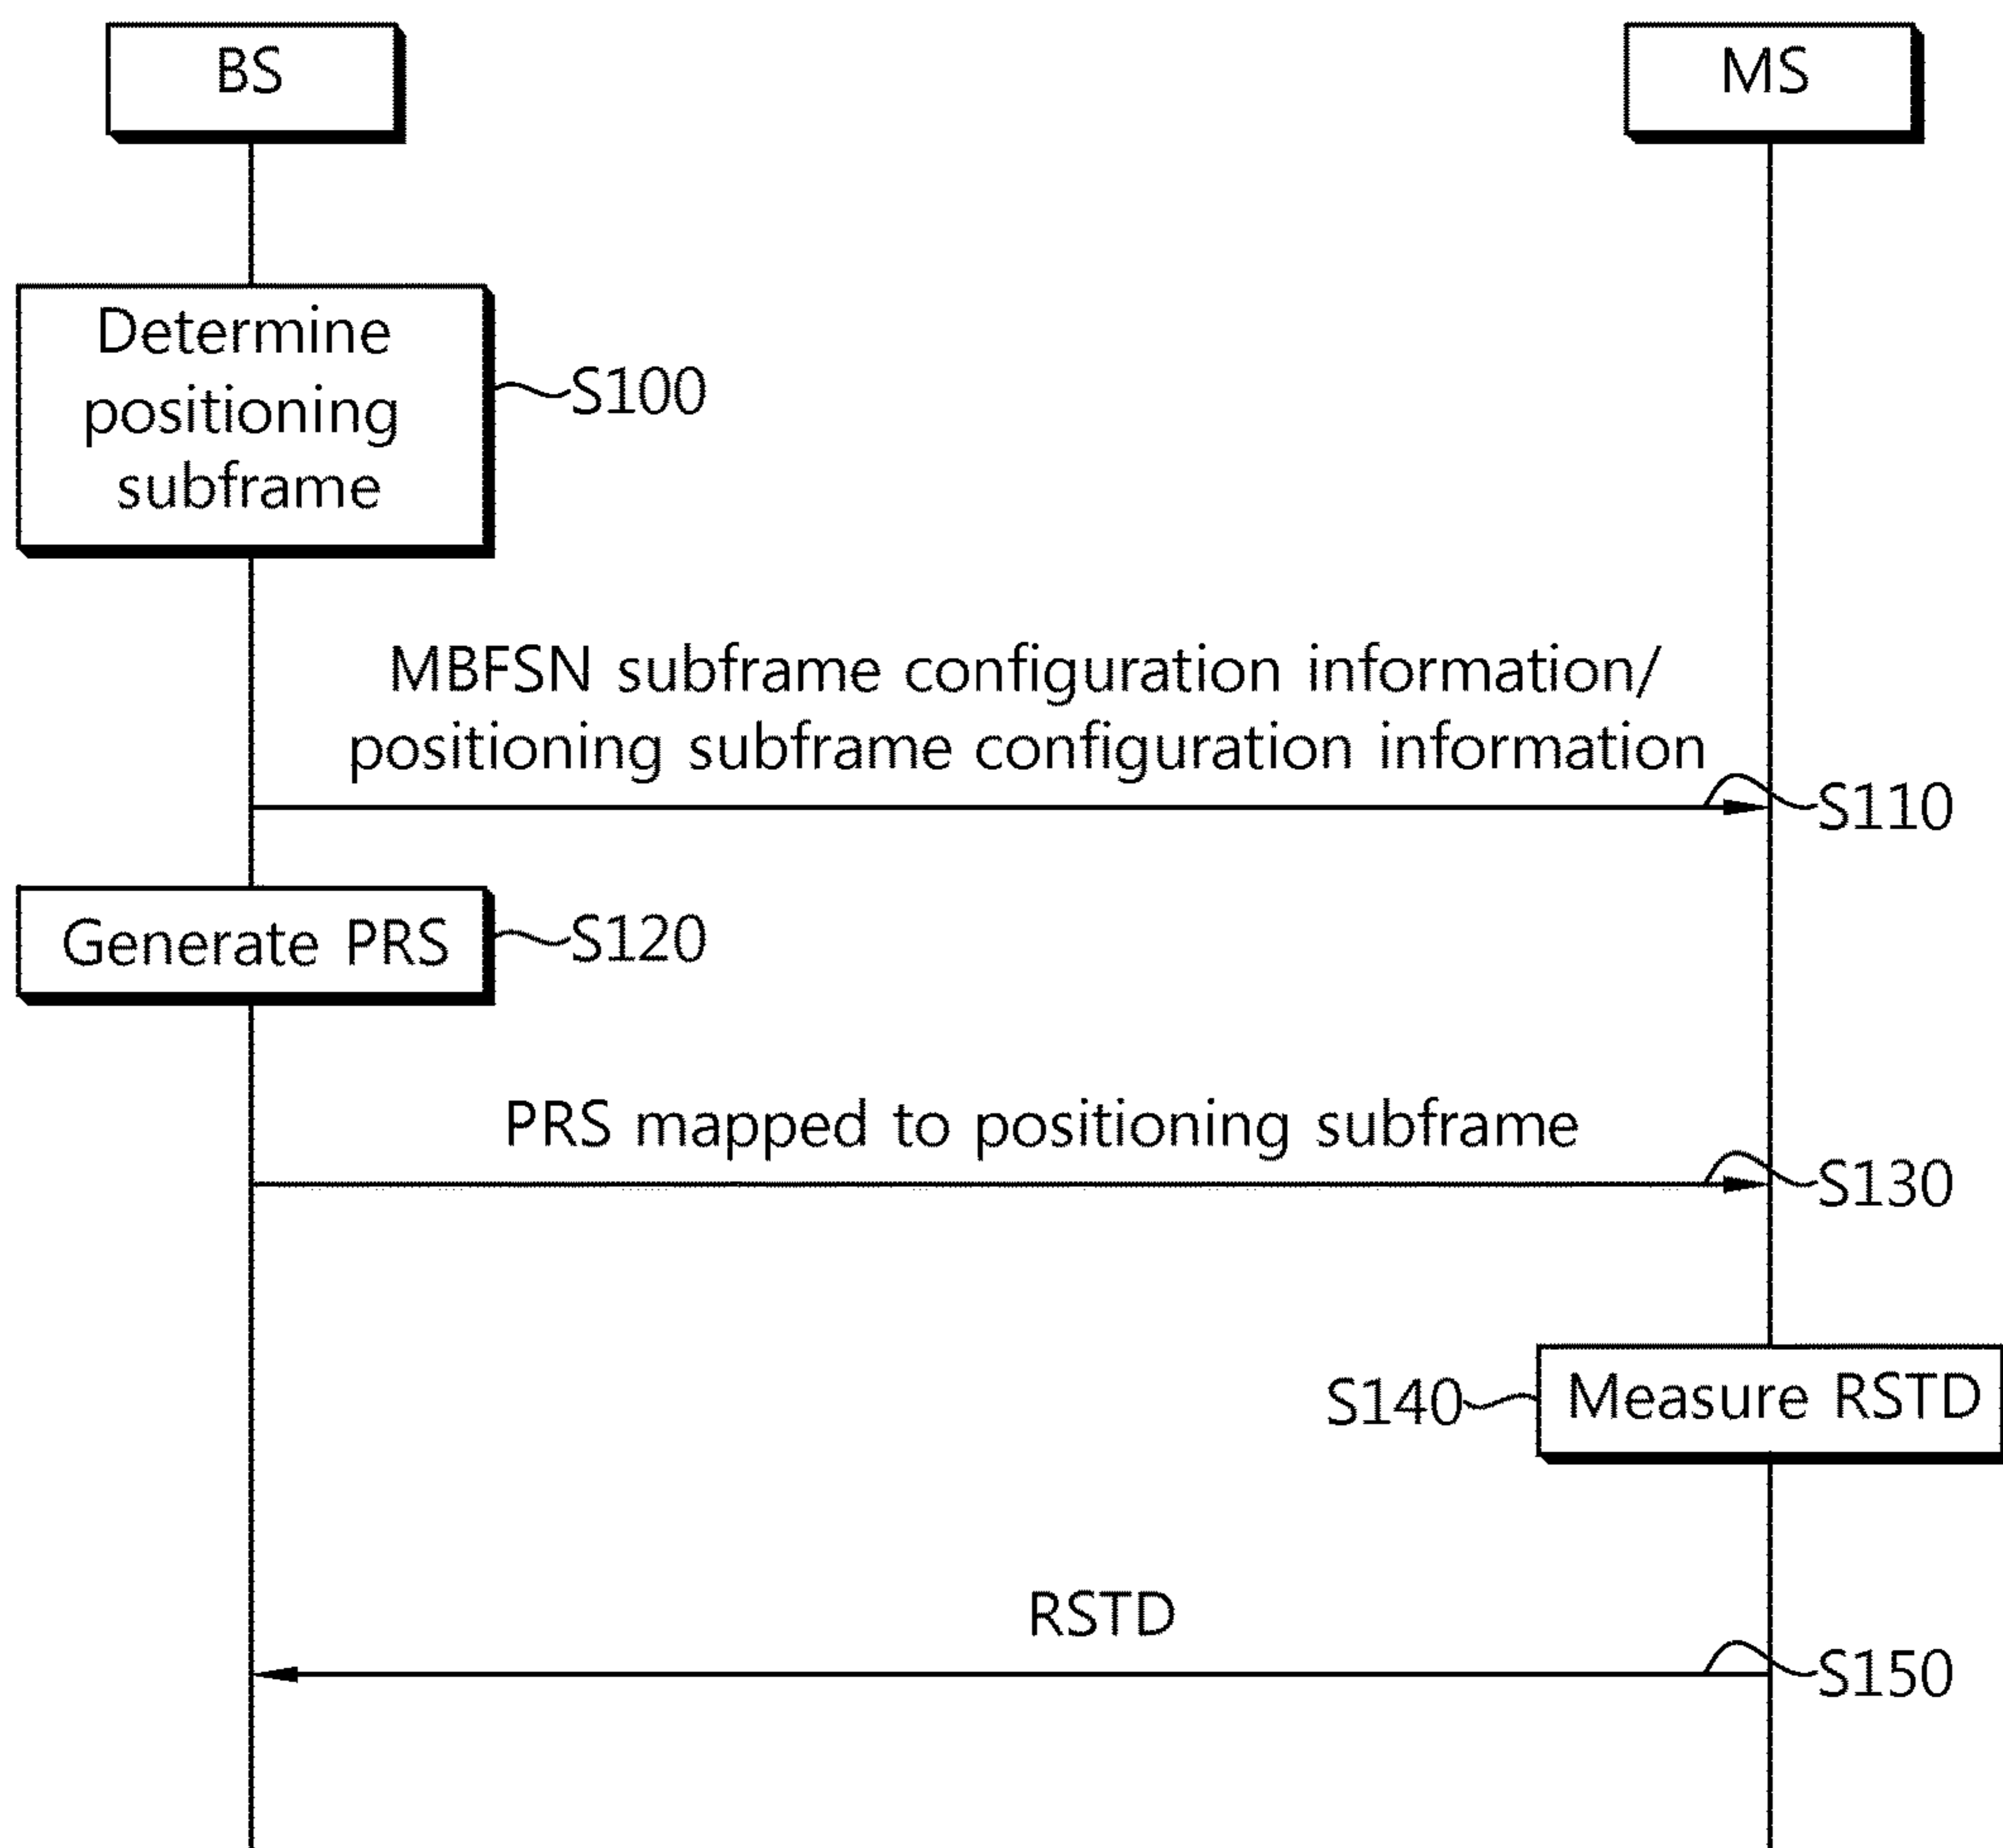 BS
MS
Determine
positioning
subframe
S100
MBFSN subframe configuration information/
positioning subframe configuration information
S110
Generate PRS
S120
PRS mapped to positioning subframe
S130
S140
Measure RSTD
RSTD
S150